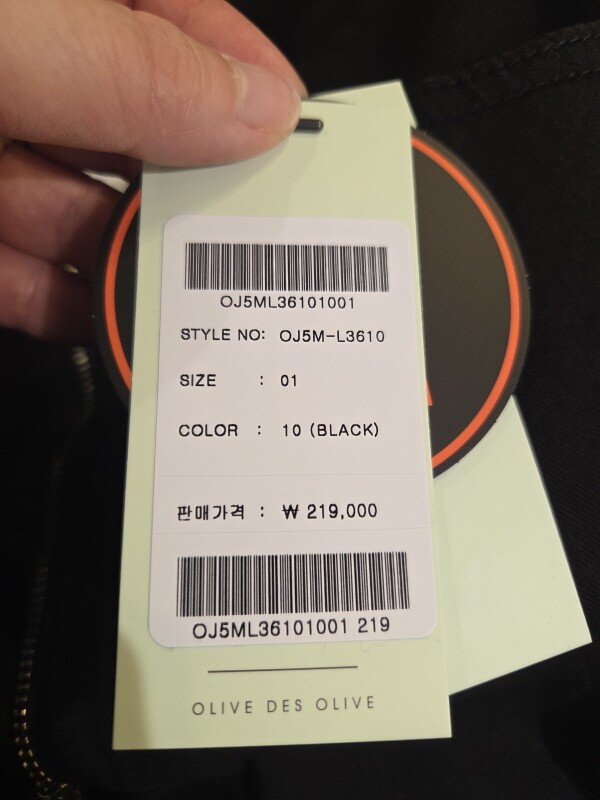 OJ5ML36101001
STYLE NO: OJ5M-L3610
SIZE : 01
COLOR : 10 (BLACK)
판매가격 : ₩ 219,000
OJ5ML36101001 219
OLIVE DES OLIVE